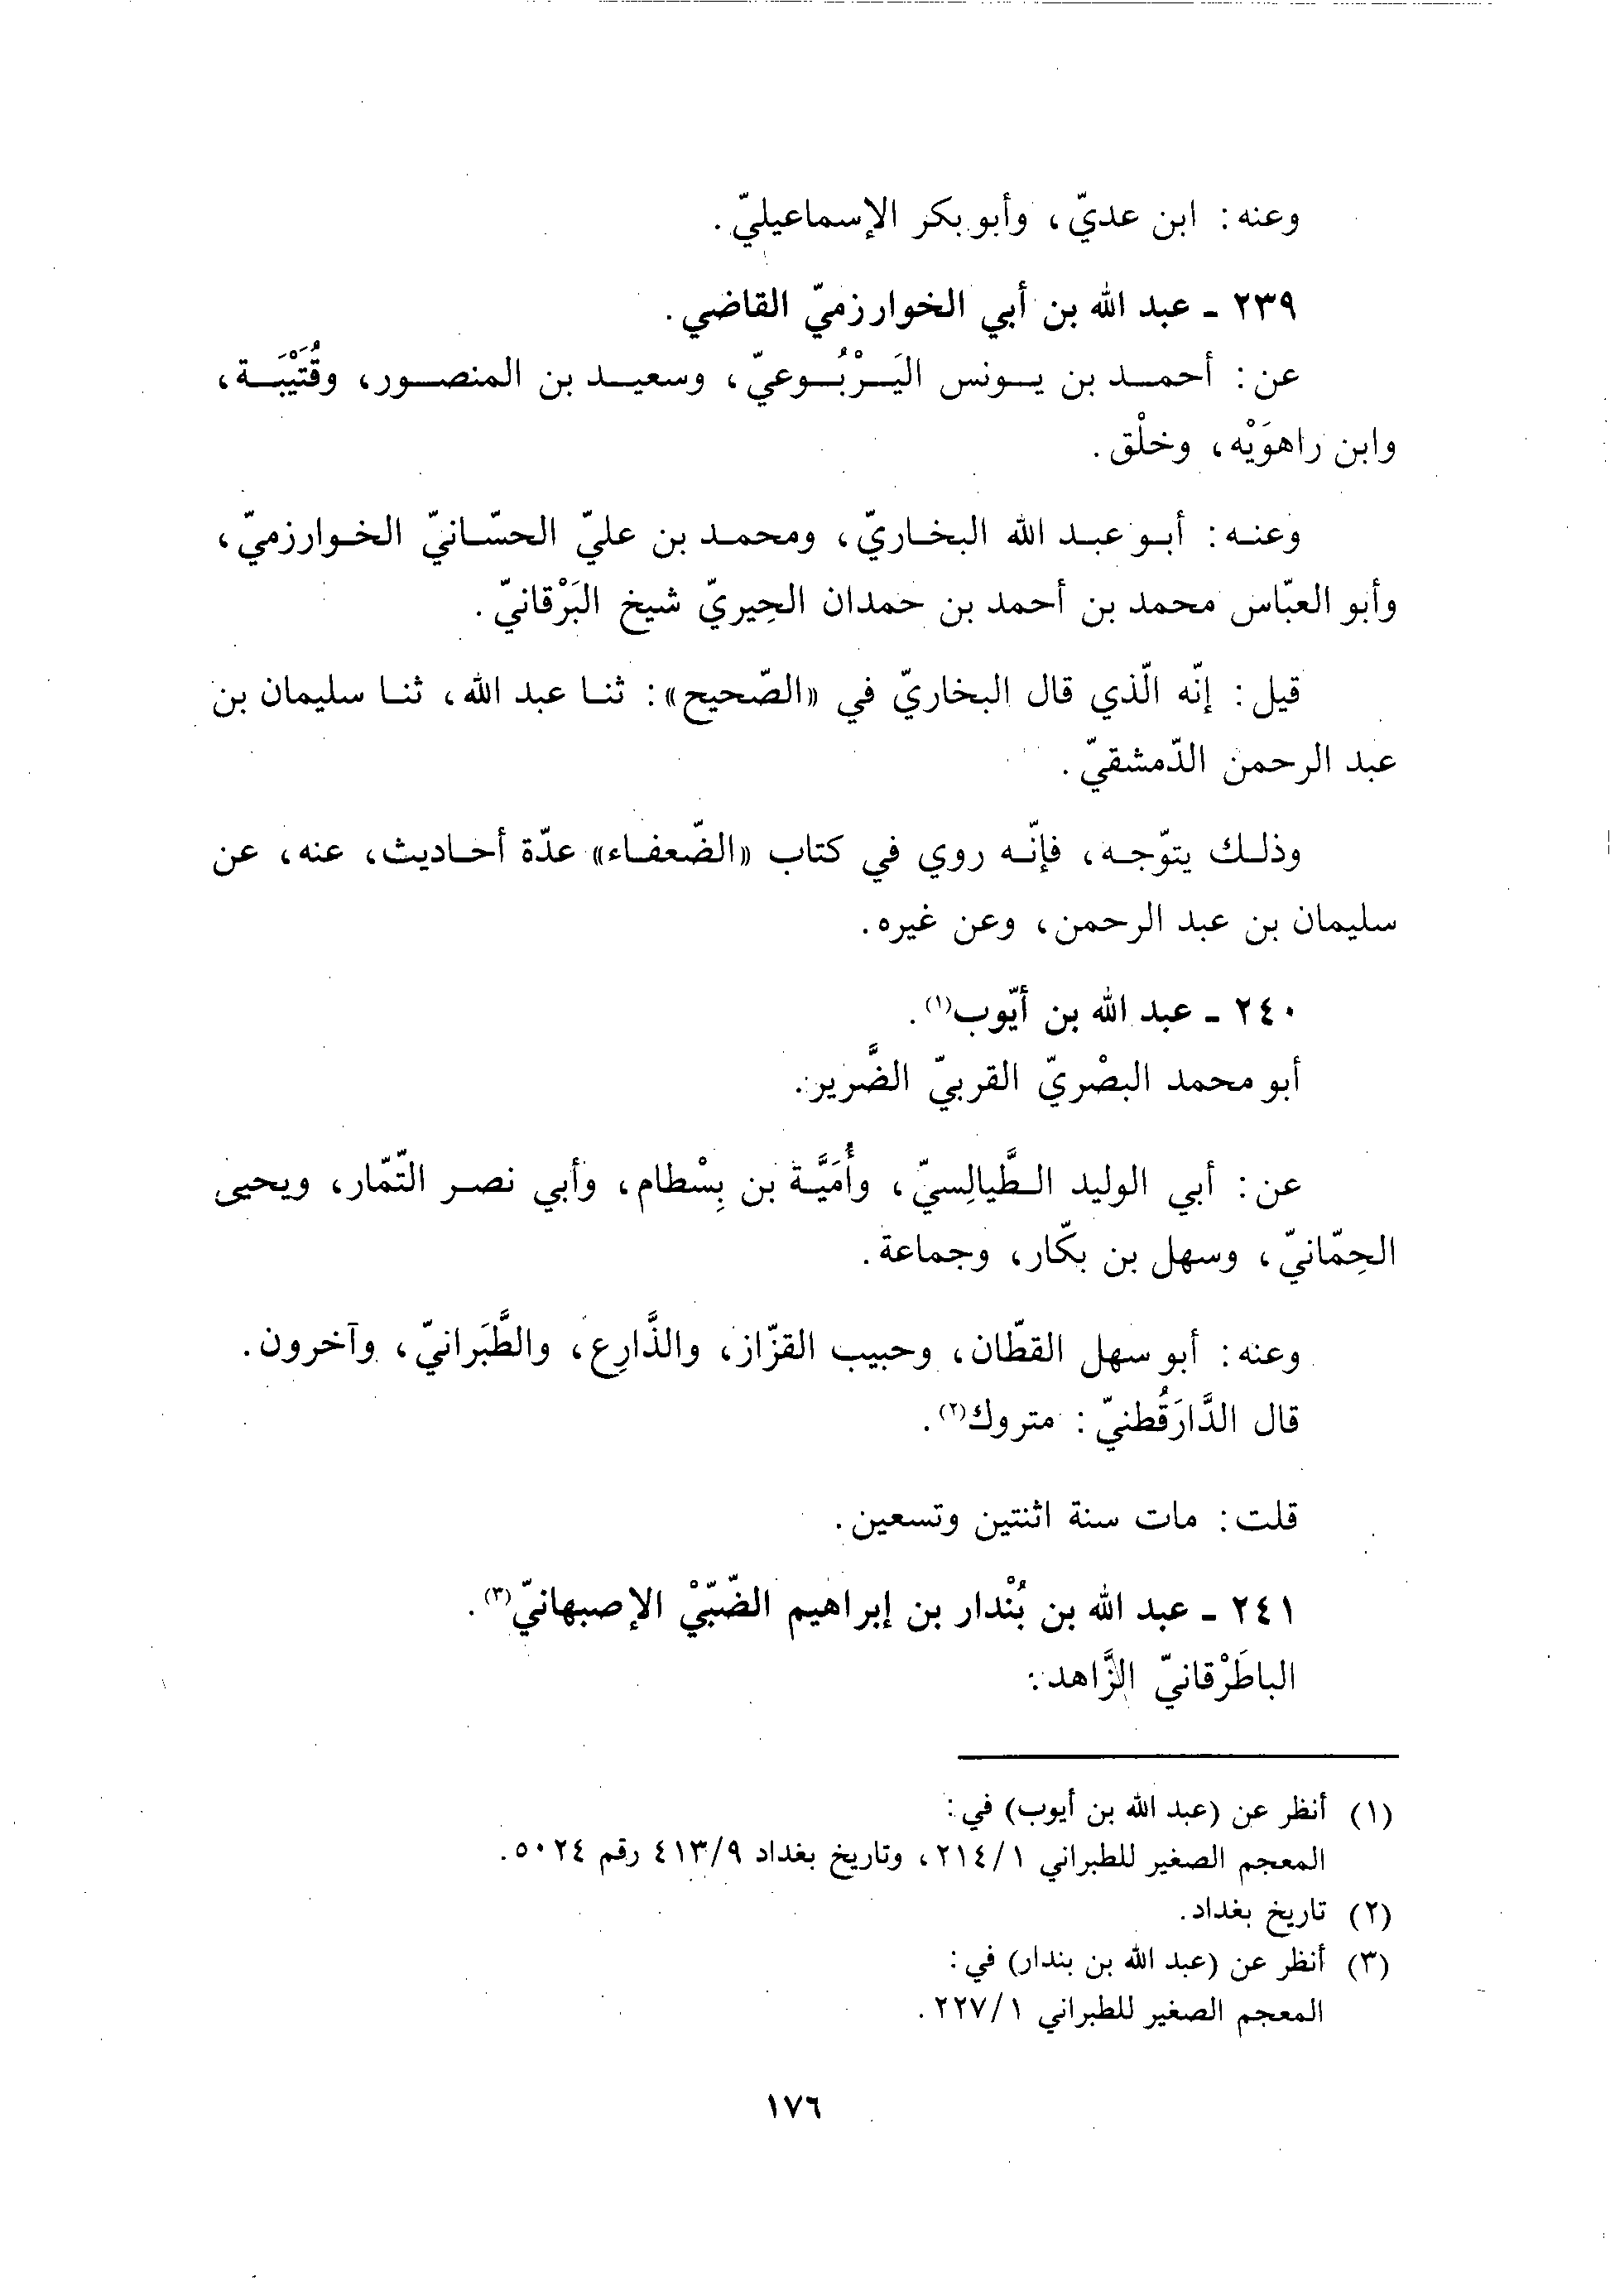 وعنه: ابن عديّ، وأبو بكر الإسماعيليّ.
٢٣٩ ـ عبد الله بن أبي الخوارزميّ القاضي.
عن: أحمد بن يونس اليَرْبُوعيّ، وسعيد بن المنصور، وقُتَيْبَة،
وابن راهوَيْه، وخلْق.
وعنه: أبو عبد الله البخاريّ، ومحمد بن عليّ الحسّانيّ الخوارزميّ،
وأبو العبّاس محمد بن أحمد بن حمدان الحِيريّ شيخ البَرْقانيّ.
قيل: إنّه الّذي قال البخاريّ في «الصّحيح»: ثنا عبد الله، ثنا سليمان بن
عبد الرحمن الدّمشقيّ.
وذلك يتوّجه، فإنّه روي في كتاب «الضّعفاء» عدّة أحاديث، عنه، عن
سليمان بن عبد الرحمن، وعن غيره.
٢٤٠ ـ عبد الله بن أيّوب(١).
أبو محمد البصْريّ القربيّ الضَّرير.
عن: أبي الوليد الطَّيالِسيّ، وأُمَيَّة بن بِسْطام، وأبي نصر التّمّار، ويحيى
الحِمّانيّ، وسهل بن بكّار، وجماعة.
وعنه: أبو سهل القطّان، وحبيب القزّاز، والذَّارِع، والطَّبَرانيّ، وآخرون.
قال الدَّارَقُطنيّ: متروك(٢).
قلت: مات سنة اثنتين وتسعين.
٢٤١ ـ عبد الله بن بُنْدار بن إبراهيم الضّبّيْ الإصبهانيّ(٣).
الباطَرْقانيّ الزَّاهد.
(١) أنظر عن (عبد الله بن أيوب) في:
المعجم الصغير للطبراني ٢١٤/١، وتاريخ بغداد ٤١٣/٩ رقم ٥٠٢٤.
(٢) تاريخ بغداد.
(٣) أنظر عن (عبد الله بن بندار) في:
المعجم الصغير للطبراني ٢٢٧/١.
١٧٦